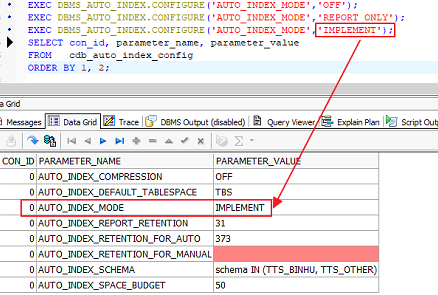 EXEC DBMS_AUTO_INDEX.CONFIGURE('AUTO_INDEX_MODE','OFF');
EXEC DBMS_AUTO_INDEX.CONFIGURE('AUTO_INDEX_MODE','REPORT ONLY');
EXEC DBMS_AUTO_INDEX.CONFIGURE('AUTO_INDEX_MODE','IMPLEMENT');
SELECT con_id, parameter_name, parameter_value
FROM cdb_auto_index_config
ORDER BY 1, 2;
Data Grid
Messages Data Grid Trace DBMS Output (disabled) Query Viewer Explain Plan Script Outp
CON_ID PARAMETER_NAME PARAMETER_VALUE
0 AUTO_INDEX_COMPRESSION OFF
0 AUTO_INDEX_DEFAULT_TABLESPACE TBS
0 AUTO_INDEX_MODE IMPLEMENT
0 AUTO_INDEX_REPORT_RETENTION 31
0 AUTO_INDEX_RETENTION_FOR_AUTO 373
0 AUTO_INDEX_RETENTION_FOR_MANUAL
0 AUTO_INDEX_SCHEMA schema IN (TTS_BINHU, TTS_OTHER)
0 AUTO_INDEX_SPACE_BUDGET 50